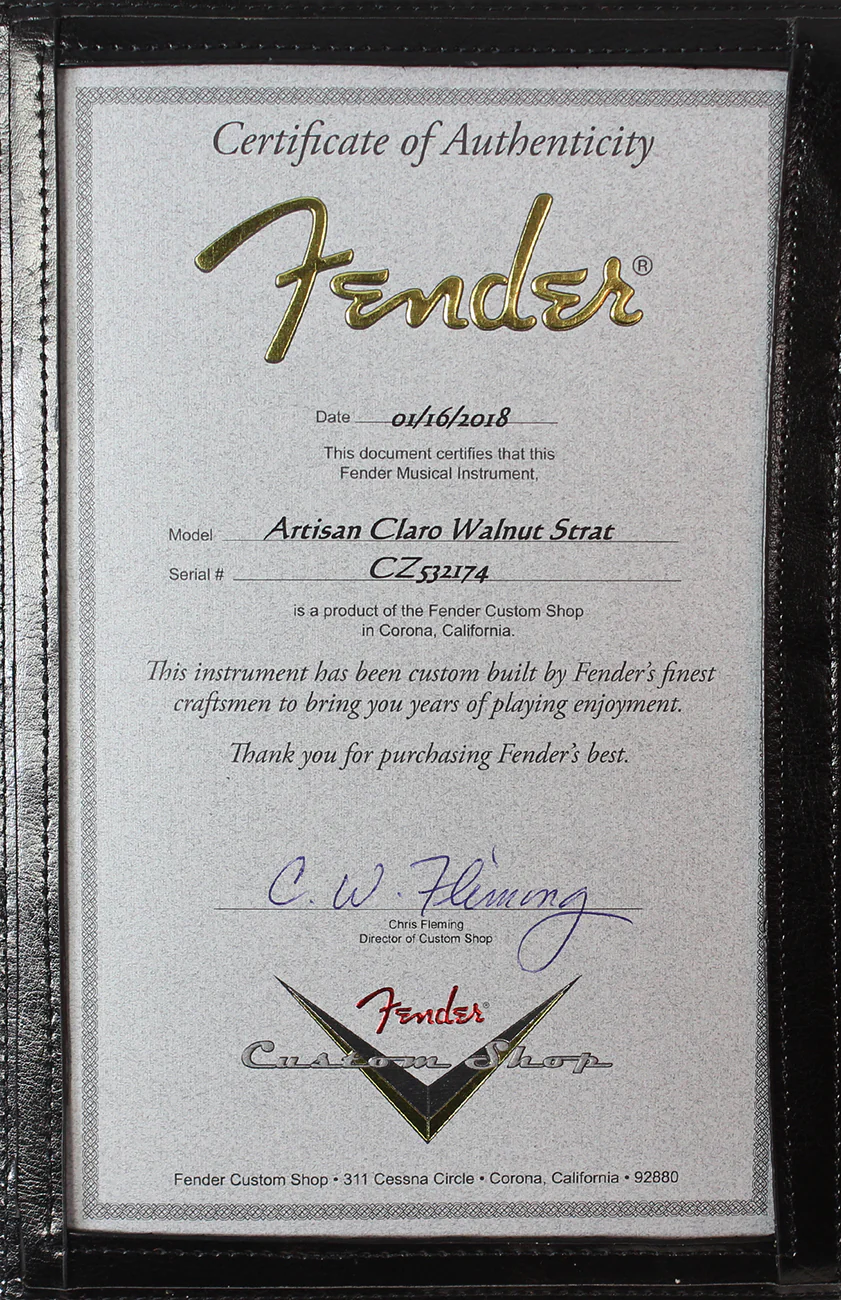 Certificate of Authenticity
Fender®
Date 01/16/2018
This document certifies that this
Fender Musical Instrument,
Model Artisan Claro Walnut Strat
Serial # CZ532174
is a product of the Fender Custom Shop
in Corona, California.
This instrument has been custom built by Fender's finest
craftsmen to bring you years of playing enjoyment.
Thank you for purchasing Fender's best.
C. W. Fleming
Chris Fleming
Director of Custom Shop
Fender®
Custom Shop
Fender Custom Shop • 311 Cessna Circle • Corona, California • 92880